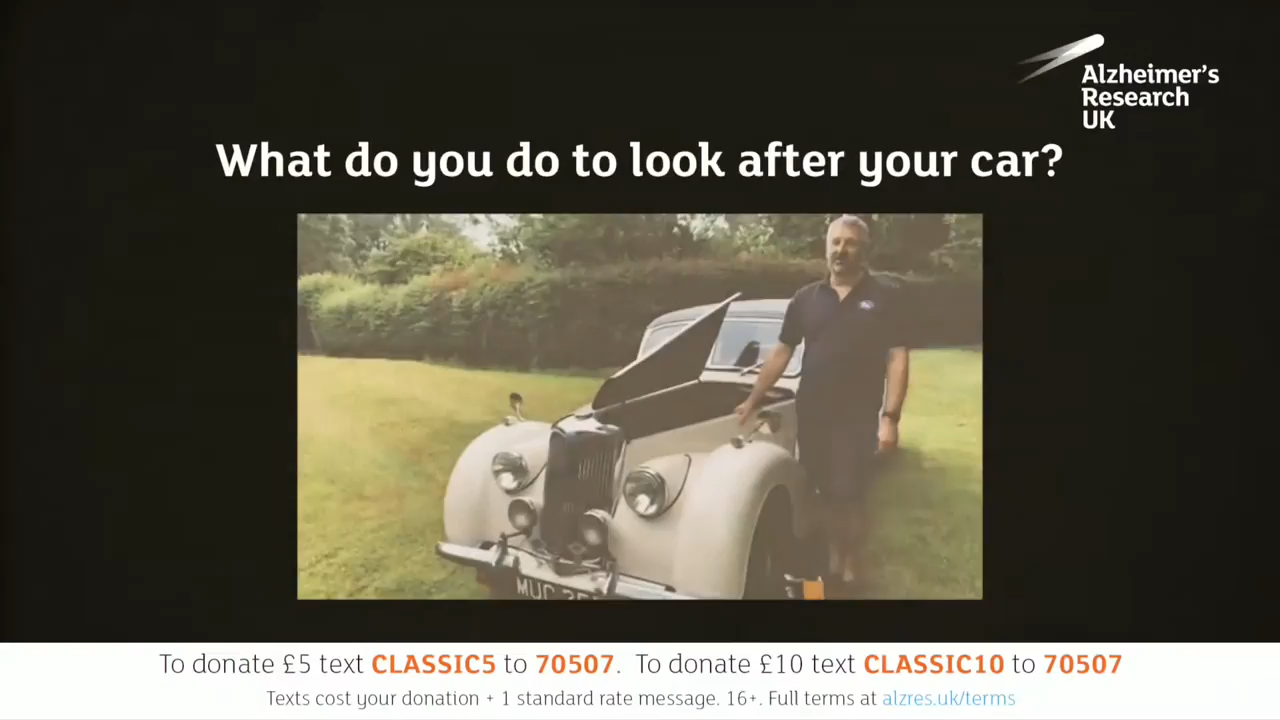 Alzheimer's
Research
UK
What do you do to look after your car?
To donate £5 text CLASSIC5 to 70507. To donate £10 text CLASSIC10 to 70507
Texts cost your donation + 1 standard rate message. 16+. Full terms at alzres.uk/terms